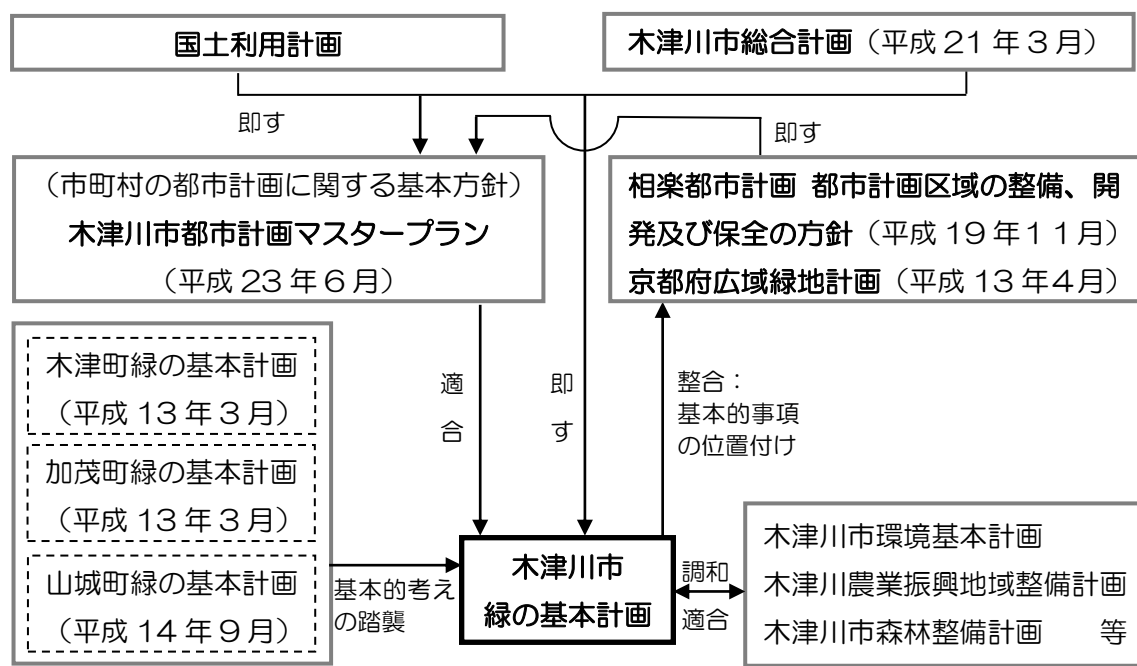 国土利用計画
木津川市総合計画（平成21年3月）
即す
即す
（市町村の都市計画に関する基本方針）
木津川市都市計画マスタープラン
（平成23年6月）
相楽都市計画 都市計画区域の整備、開
発及び保全の方針（平成19年11月）
京都府広域緑地計画（平成13年4月）
木津町緑の基本計画
（平成13年3月）
加茂町緑の基本計画
（平成13年3月）
山城町緑の基本計画
（平成14年9月）
適合
即す
整合：
基本的事項
の位置付け
基本的考え
の踏襲
木津川市
緑の基本計画
調和
適合
木津川市環境基本計画
木津川農業振興地域整備計画
木津川市森林整備計画 等